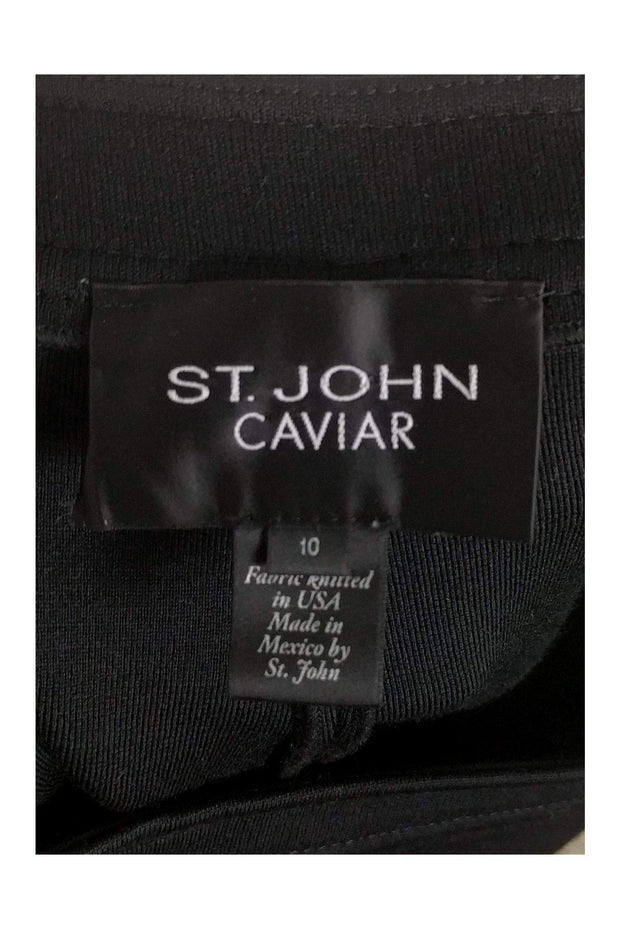 ST. JOHN
CAVIAR
10
Fabric knitted
in USA
Made in
Mexico by
St. John